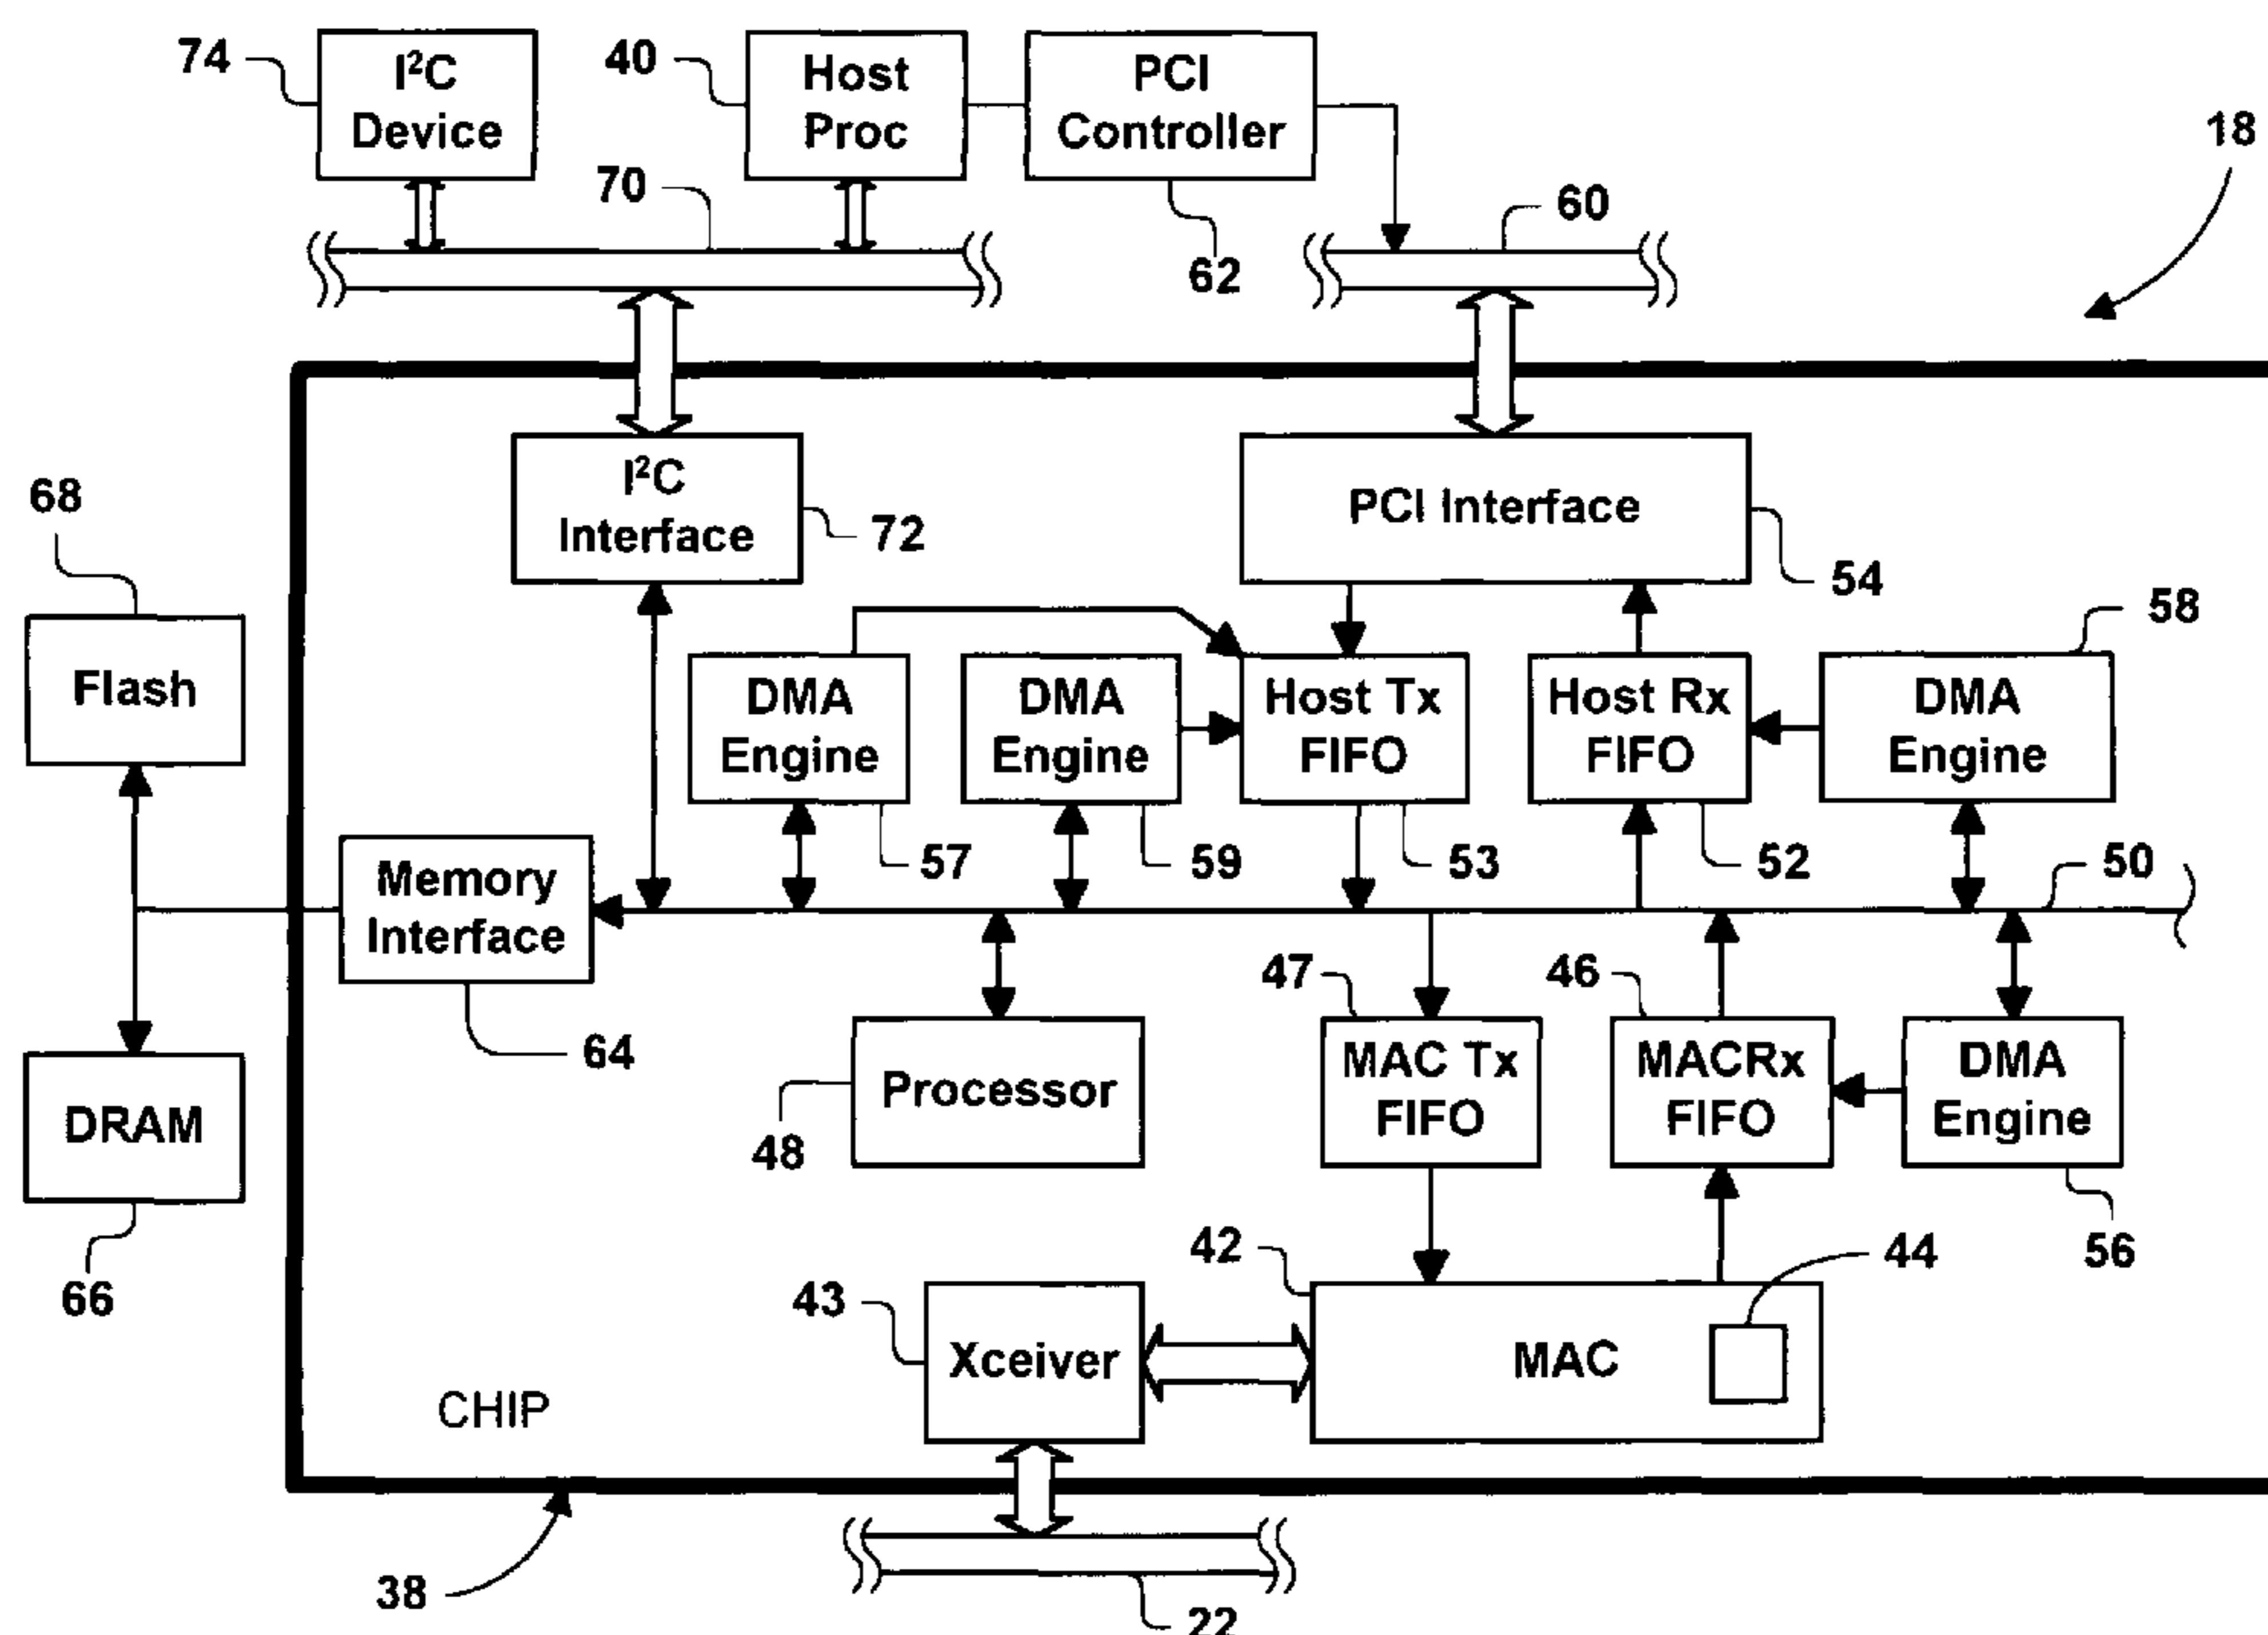 74
I²C
Device
40
Host
Proc
PCI
Controller
18
70
60
62
I²C
Interface
72
PCI Interface
54
68
Flash
58
DMA
Engine
DMA
Engine
Host Tx
FIFO
Host Rx
FIFO
DMA
Engine
57
59
53
52
50
Memory
Interface
64
47
46
DRAM
66
Processor
48
MAC Tx
FIFO
MACRx
FIFO
DMA
Engine
56
42
44
43
Xceiver
MAC
CHIP
38
22